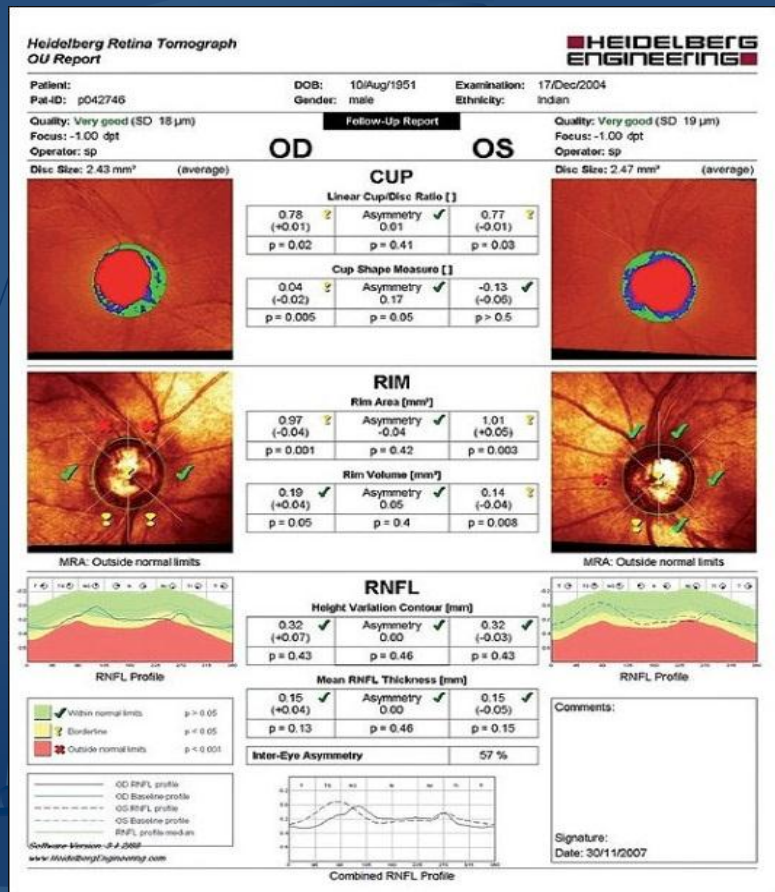 Heidelberg Retina Tomograph
OU Report
HEIDELBERG
ENGINEERING
Patient: DOB: 10/Aug/1951 Examination: 17/Dec/2004
Pat-ID: p042746 Gender: male Ethnicity: Indian
Quality: Very good (SD 18 µm) Follow-Up Report Quality: Very good (SD 19 µm)
Focus: -1.00 dpt OD OS Focus: -1.00 dpt
Operator: sp Operator: sp
Disc Size: 2.43 mm² (average) Disc Size: 2.47 mm² (average)
CUP
Linear Cup/Disc Ratio [ ]
0.78 ? Asymmetry ✔ 0.77 ?
(+0.01) 0.01 (-0.01)
p = 0.02 p = 0.41 p = 0.03
Cup Shape Measure [ ]
0.04 ? Asymmetry ✔ -0.13 ✔
(-0.02) 0.17 (-0.06)
p = 0.005 p = 0.05 p > 0.5
RIM
Rim Area [mm²]
0.97 ? Asymmetry ✔ 1.01 ?
(-0.04) -0.04 (+0.05)
p = 0.001 p = 0.42 p = 0.003
Rim Volume [mm³]
0.19 ✔ Asymmetry ✔ 0.14 ?
(+0.04) 0.05 (-0.04)
p = 0.05 p = 0.4 p = 0.008
MRA: Outside normal limits MRA: Outside normal limits
RNFL
Height Variation Contour [mm]
0.32 ✔ Asymmetry ✔ 0.32 ✔
(+0.07) 0.00 (-0.03)
p = 0.43 p = 0.46 p = 0.43
RNFL Profile RNFL Profile
Mean RNFL Thickness [mm]
0.15 ✔ Asymmetry ✔ 0.15 ✔
(+0.04) 0.00 (-0.05)
p = 0.13 p = 0.46 p = 0.15
Inter-Eye Asymmetry 57 %
✔ Within normal limits p > 0.05
? Borderline p < 0.05
✖ Outside normal limits p < 0.001
OD RNFL profile
OD Baseline profile
OS RNFL profile
OS Baseline profile
RNFL profile median
Software Version:
www.HeidelbergEngineering.com
Combined RNFL Profile
Comments:
Signature:
Date: 30/11/2007